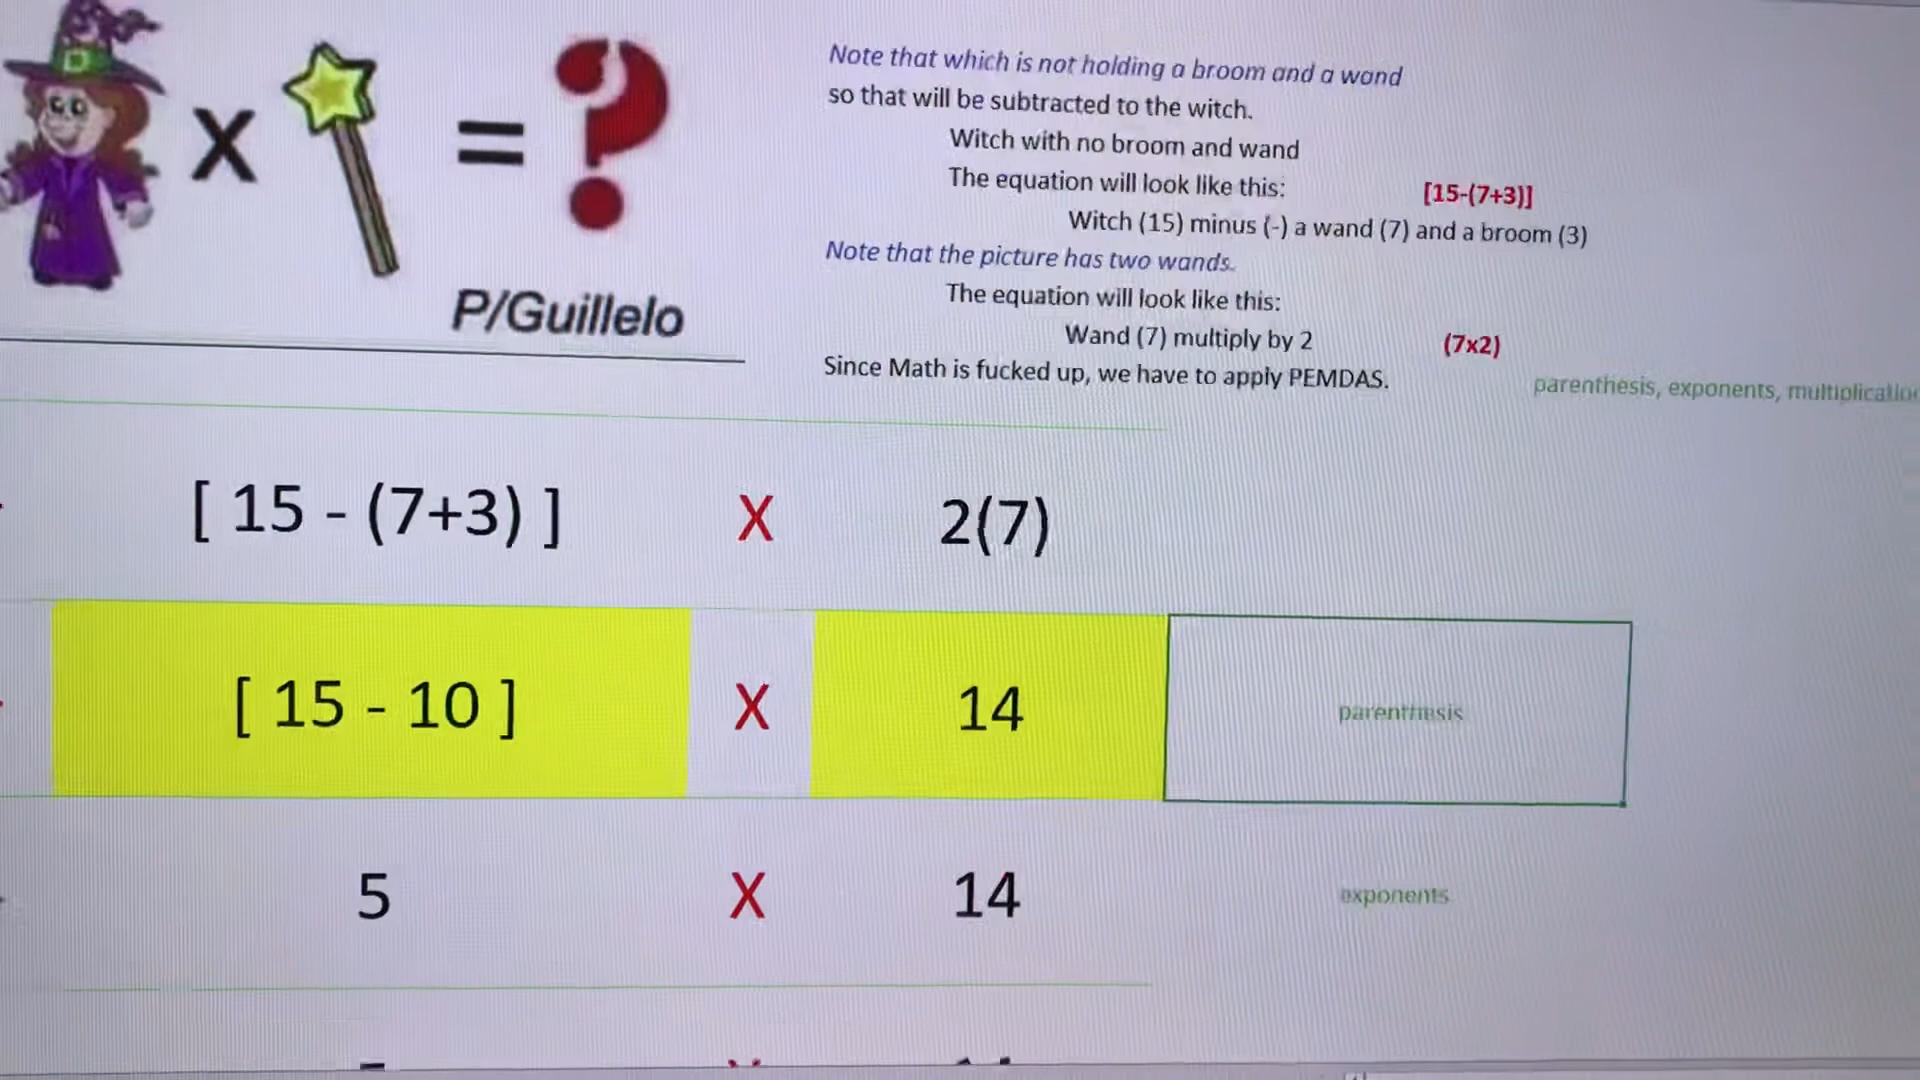 x
=
?
P/Guillelo
Note that which is not holding a broom and a wand
so that will be subtracted to the witch.
Witch with no broom and wand
The equation will look like this: [15-(7+3)]
Witch (15) minus (-) a wand (7) and a broom (3)
Note that the picture has two wands.
The equation will look like this:
Wand (7) multiply by 2 (7x2)
Since Math is fucked up, we have to apply PEMDAS.
parenthesis, exponents,
[ 15 - (7+3) ] X 2(7)
[ 15 - 10 ] X 14 parenthesis
5 X 14 exponents